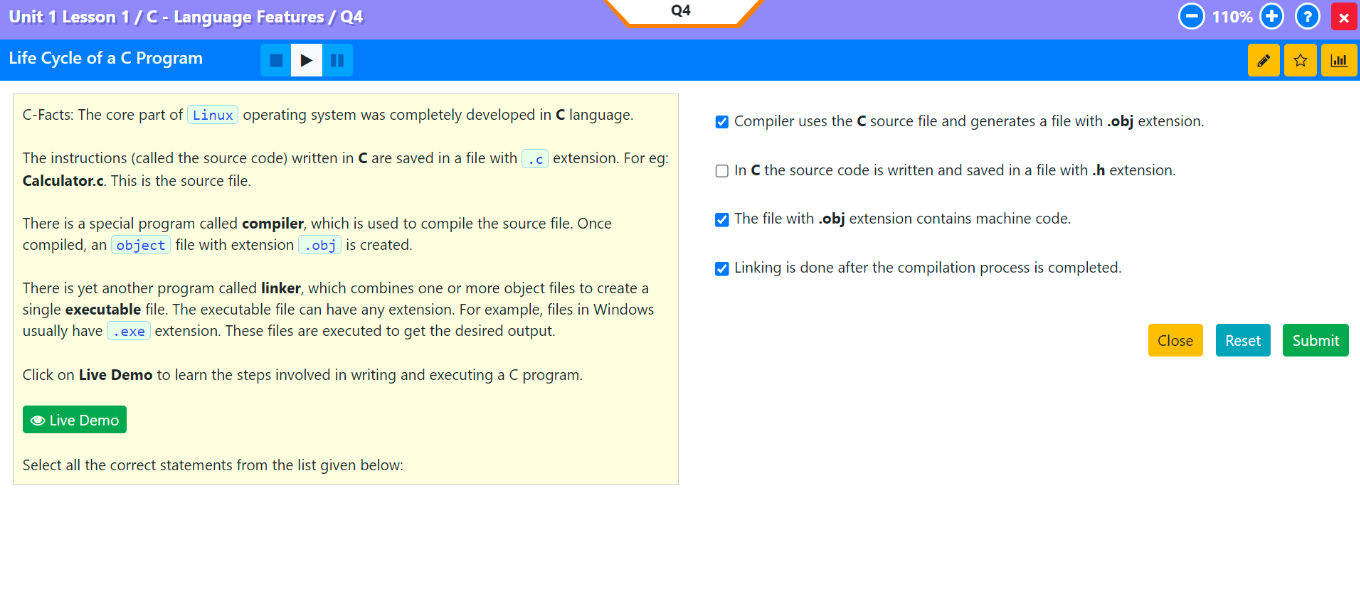 Unit 1 Lesson 1 / C - Language Features / Q4
Q4
110%
Life Cycle of a C Program
C-Facts: The core part of Linux operating system was completely developed in C language.
The instructions (called the source code) written in C are saved in a file with .c extension. For eg:
Calculator.c. This is the source file.
There is a special program called compiler, which is used to compile the source file. Once
compiled, an object file with extension .obj is created.
There is yet another program called linker, which combines one or more object files to create a
single executable file. The executable file can have any extension. For example, files in Windows
usually have .exe extension. These files are executed to get the desired output.
Click on Live Demo to learn the steps involved in writing and executing a C program.
Live Demo
Select all the correct statements from the list given below:
Compiler uses the C source file and generates a file with .obj extension.
In C the source code is written and saved in a file with .h extension.
The file with .obj extension contains machine code.
Linking is done after the compilation process is completed.
Close Reset Submit